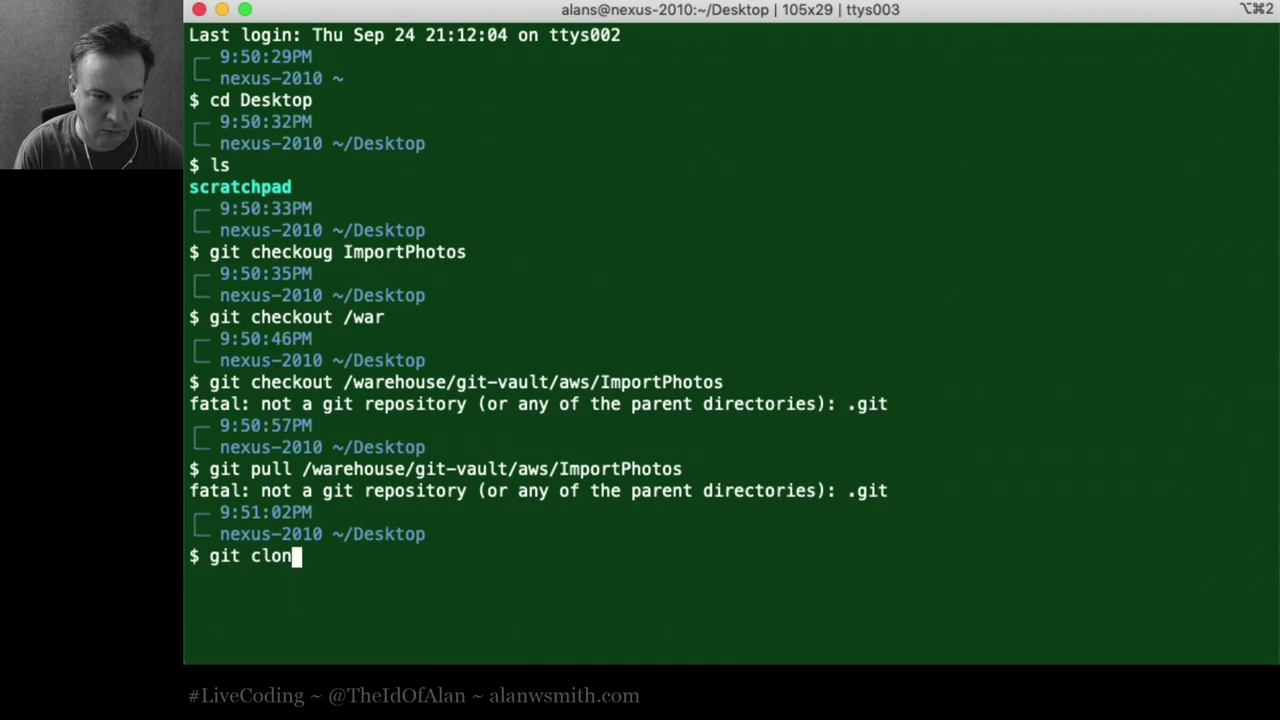 alans@nexus-2010:~/Desktop | 105x29 | ttys003
⌥⌘2
Last login: Thu Sep 24 21:12:04 on ttys002
9:50:29PM
nexus-2010 ~
$ cd Desktop
9:50:32PM
nexus-2010 ~/Desktop
$ ls
scratchpad
9:50:33PM
nexus-2010 ~/Desktop
$ git checkoug ImportPhotos
9:50:35PM
nexus-2010 ~/Desktop
$ git checkout /war
9:50:46PM
nexus-2010 ~/Desktop
$ git checkout /warehouse/git-vault/aws/ImportPhotos
fatal: not a git repository (or any of the parent directories): .git
9:50:57PM
nexus-2010 ~/Desktop
$ git pull /warehouse/git-vault/aws/ImportPhotos
fatal: not a git repository (or any of the parent directories): .git
9:51:02PM
nexus-2010 ~/Desktop
$ git clon
#LiveCoding ~ @TheIdOfAlan ~ alanwsmith.com